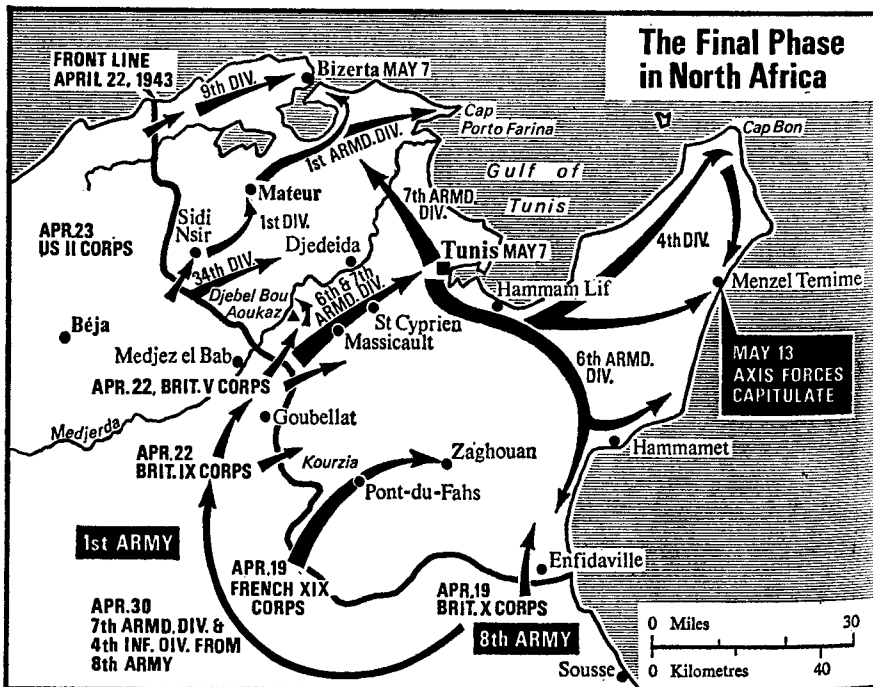 The Final Phase
in North Africa
FRONT LINE
APRIL 22, 1943
9th DIV.
Bizerta MAY 7
Cap
Porto Farina
Cap Bon
1st ARMD. DIV.
Gulf of
Tunis
Mateur
7th ARMD.
DIV.
APR.23
US II CORPS
Sidi
Nsir
1st DIV.
Djedeida
Tunis MAY 7
4th DIV.
34th DIV.
Hammam Lif
Menzel Temime
Djebel Bou
Aoukaz
6th & 7th
ARMD. DIV.
St Cyprien
Massicault
Béja
Medjez el Bab
6th ARMD.
DIV.
MAY 13
AXIS FORCES
CAPITULATE
APR. 22, BRIT. V CORPS
Medjerda
Goubellat
Hammamet
APR. 22
BRIT. IX CORPS
Kourzia
Zaghouan
Pont-du-Fahs
1st ARMY
APR.19
FRENCH XIX
CORPS
Enfidaville
APR.19
BRIT. X CORPS
8th ARMY
APR.30
7th ARMD. DIV. &
4th INF. DIV. FROM
8th ARMY
Sousse
0 Miles 30
0 Kilometres 40